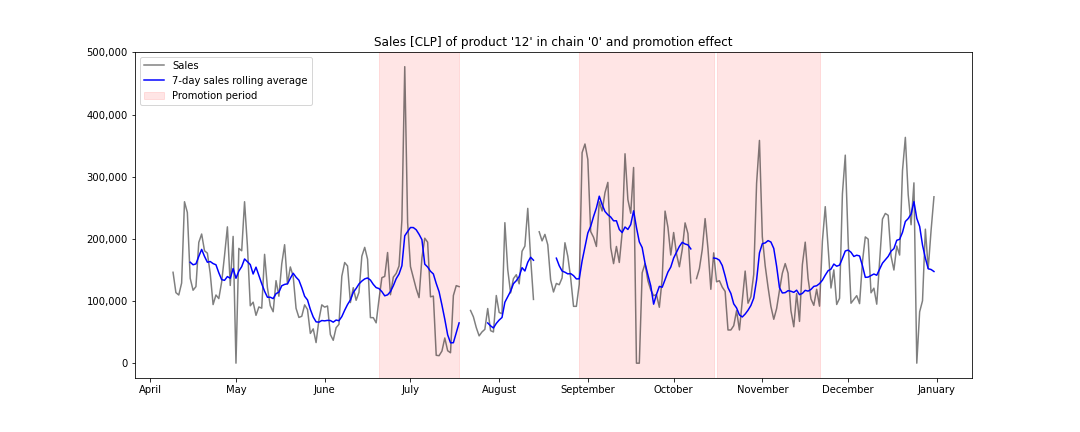 Sales [CLP] of product '12' in chain '0' and promotion effect
500,000
400,000
300,000
200,000
100,000
0
Sales
7-day sales rolling average
Promotion period
April May June July August September October November December January